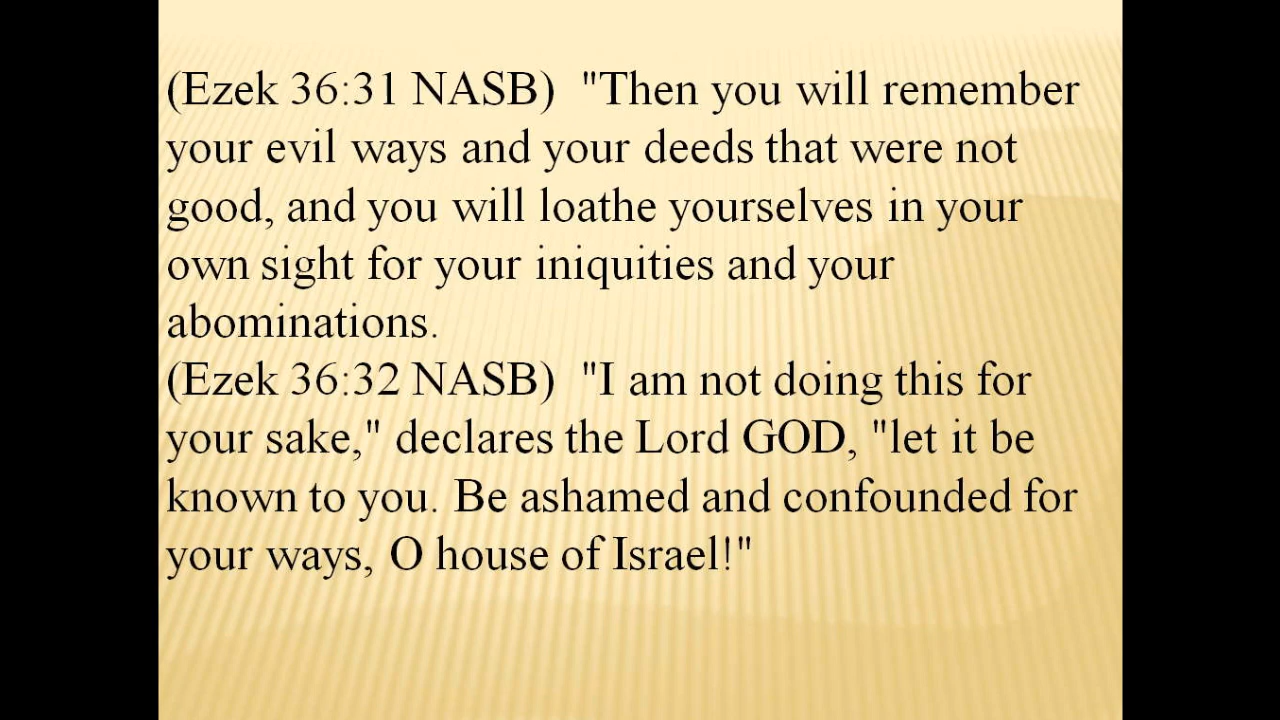 (Ezek 36:31 NASB)  "Then you will remember
your evil ways and your deeds that were not
good, and you will loathe yourselves in your
own sight for your iniquities and your
abominations.
(Ezek 36:32 NASB)  "I am not doing this for
your sake," declares the Lord GOD, "let it be
known to you. Be ashamed and confounded for
your ways, O house of Israel!"